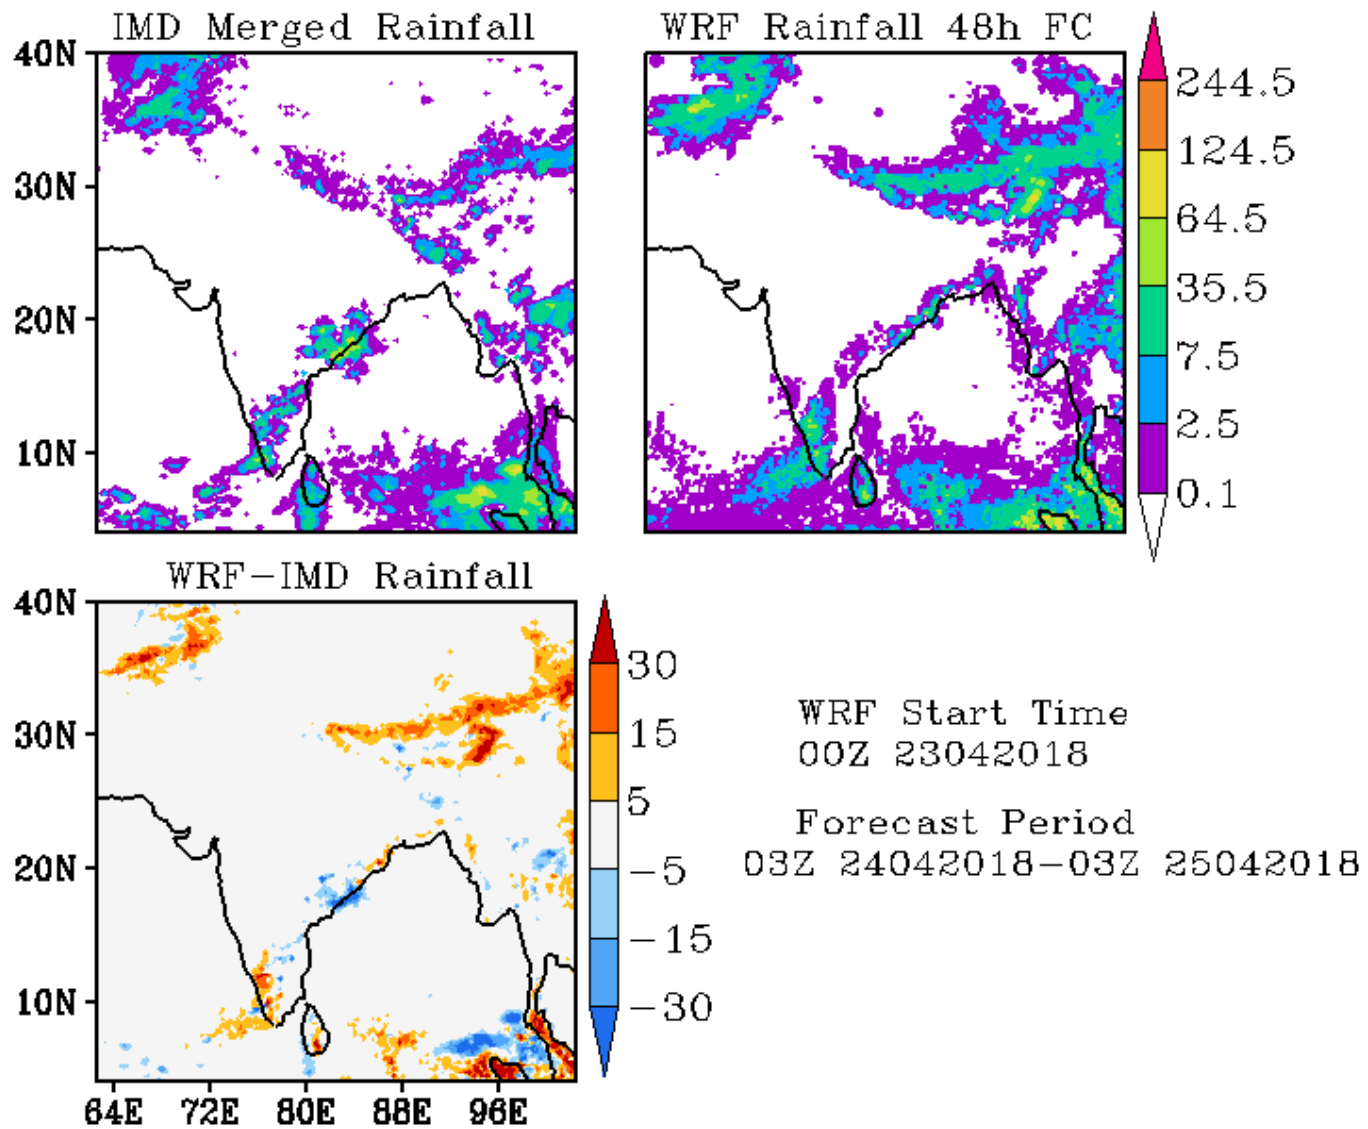 IMD Merged Rainfall
WRF Rainfall 48h FC
40N
30N
20N
10N
244.5
124.5
64.5
35.5
7.5
2.5
0.1
WRF-IMD Rainfall
40N
30N
20N
10N
64E 72E 80E 88E 96E
30
15
5
-5
-15
-30
WRF Start Time
00Z 23042018
Forecast Period
03Z 24042018-03Z 25042018